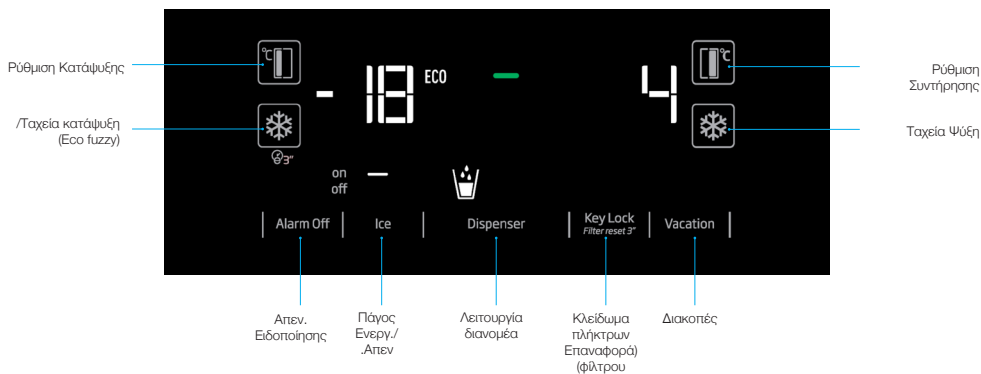 Ρύθμιση Κατάψυξης
/Ταχεία κατάψυξη
(Eco fuzzy)
°C
- 18
ECO
4
°C
3"
on
off
Alarm Off
Ice
Dispenser
Key Lock
Filter reset 3"
Vacation
Ρύθμιση
Συντήρησης
Ταχεία Ψύξη
Απεν.
Ειδοποίησης
Πάγος
Ενεργ./
.Απεν
Λειτουργία
διανομέα
Κλείδωμα
πλήκτρων
Επαναφορά)
(φίλτρου
Διακοπές